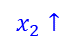 x₂ ↑